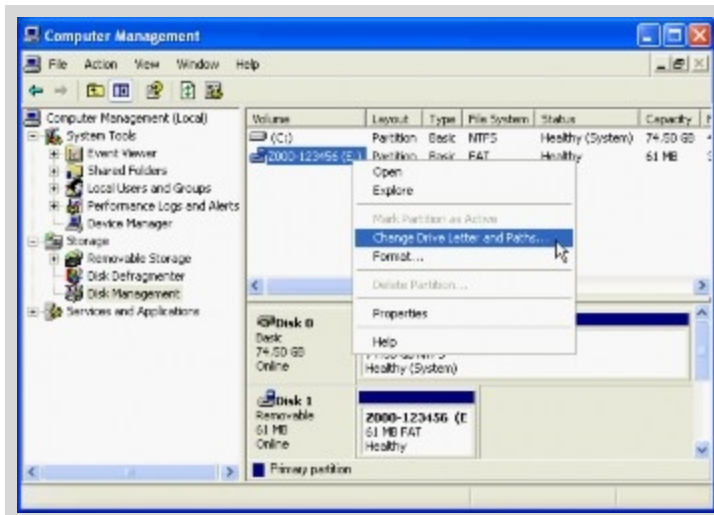 Computer Management
File Action View Window Help
Computer Management (Local)
System Tools
Event Viewer
Shared Folders
Local Users and Groups
Performance Logs and Alerts
Device Manager
Storage
Removable Storage
Disk Defragmenter
Disk Management
Services and Applications
Volume Layout Type File System Status Capacity
(C:) Partition Basic NTFS Healthy (System) 74.50 GB
2000-123456 (E:) Partition Basic FAT Healthy 61 MB
Open
Explore
Mark Partition as Active
Change Drive Letter and Paths...
Format...
Delete Partition...
Properties
Help
Disk 0
Basic
74.50 GB
Online
Healthy (System)
Disk 1
Removable
61 MB
Online
2000-123456 (E
61 MB FAT
Healthy
Primary partition